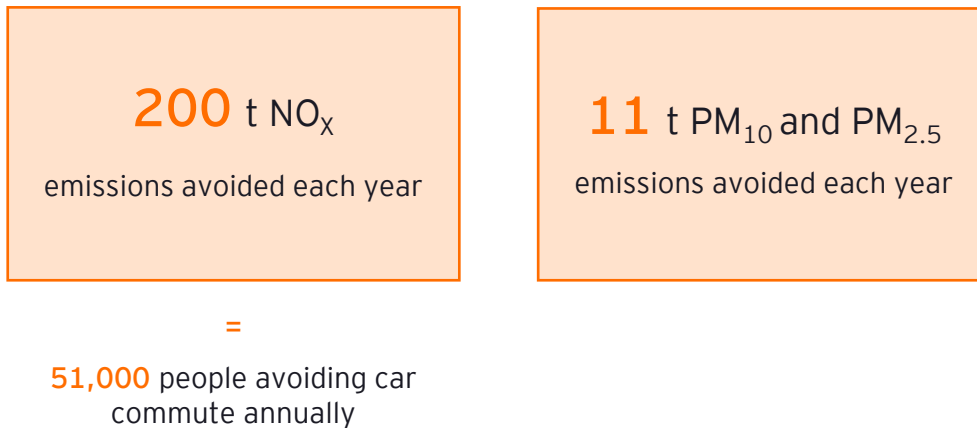 200 t NOₓ
emissions avoided each year
=
51,000 people avoiding car
commute annually
11 t PM₁₀ and PM₂.₅
emissions avoided each year